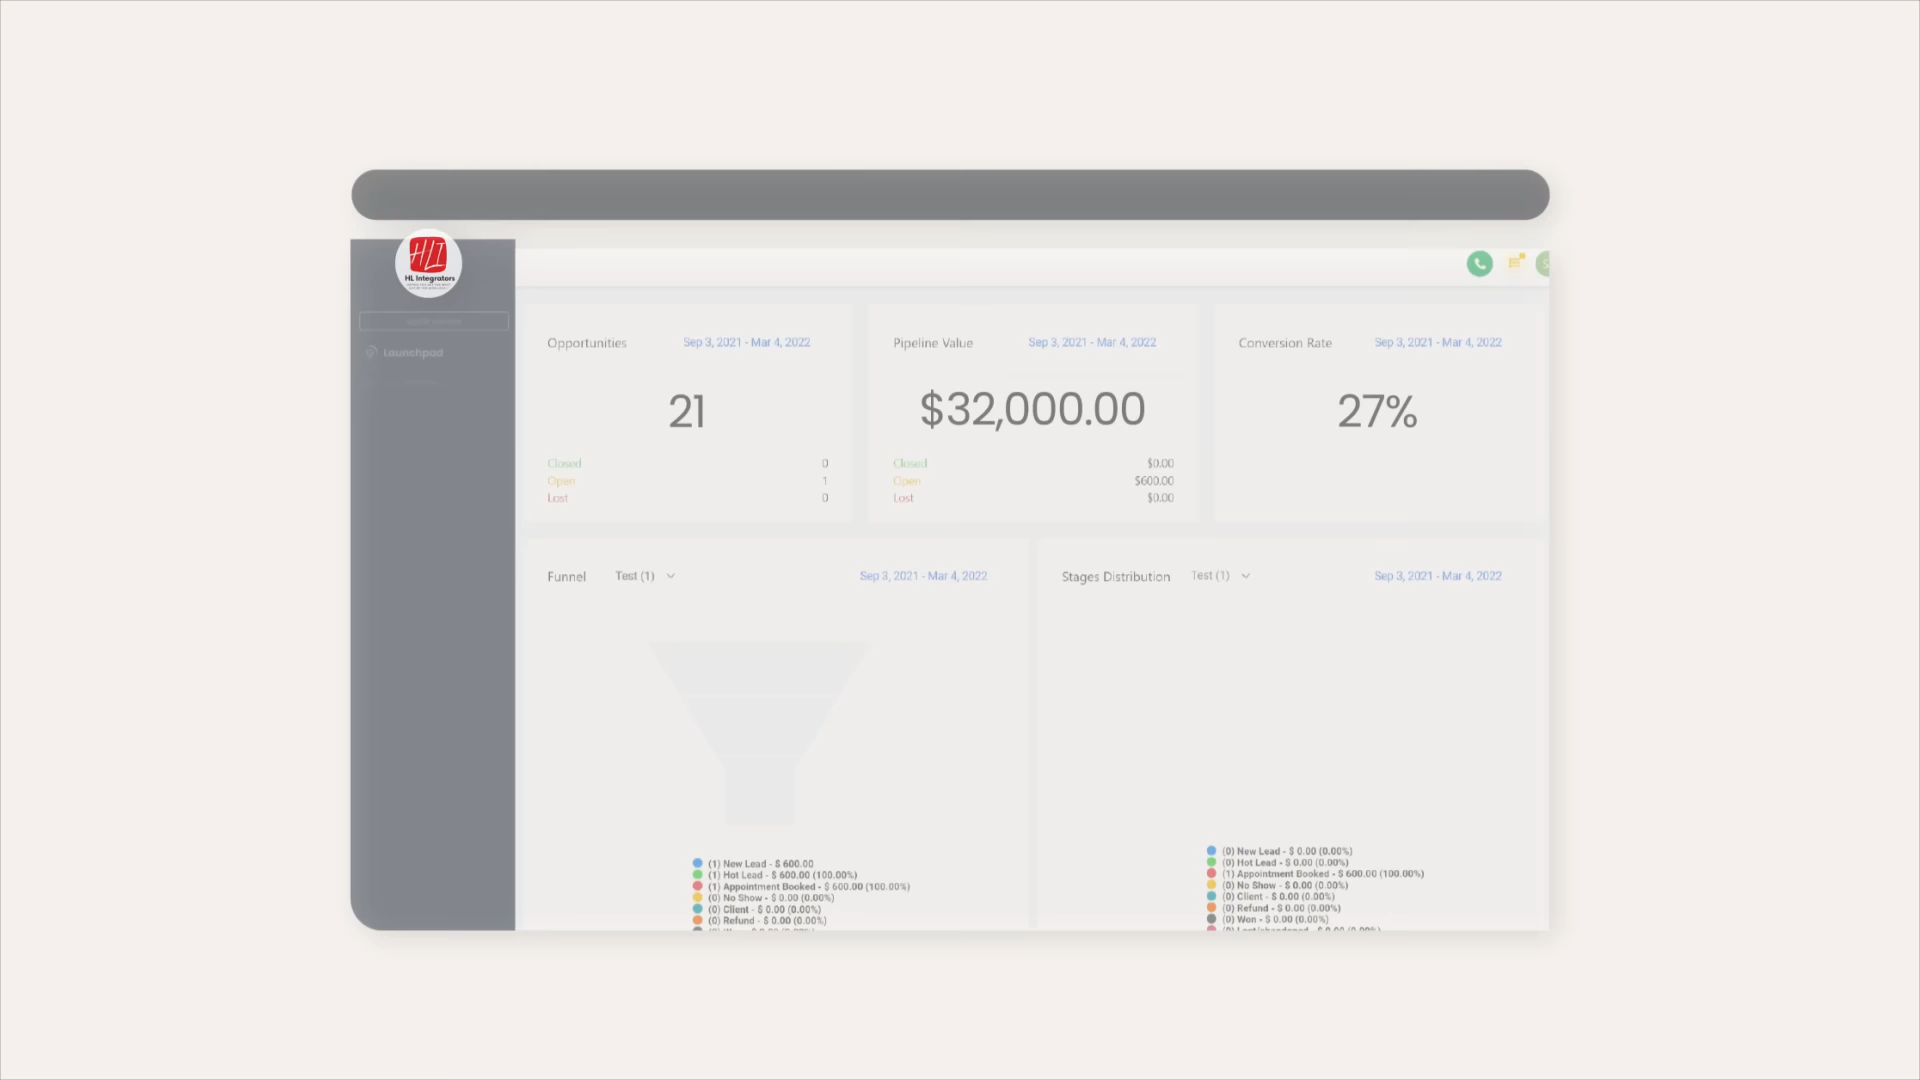 HLI
HL Integrators
S
Launchpad
Opportunities Sep 3, 2021 - Mar 4, 2022
21
Closed 0
Open 1
Lost 0
Pipeline Value Sep 3, 2021 - Mar 4, 2022
$32,000.00
Closed $0.00
Open $600.00
Lost $0.00
Conversion Rate Sep 3, 2021 - Mar 4, 2022
27%
Funnel Test (1) Sep 3, 2021 - Mar 4, 2022
(1) New Lead - $ 600.00
(1) Hot Lead - $ 600.00 (100.00%)
(1) Appointment Booked - $ 600.00 (100.00%)
(0) No Show - $ 0.00 (0.00%)
(0) Client - $ 0.00 (0.00%)
(0) Refund - $ 0.00 (0.00%)
Stages Distribution Test (1) Sep 3, 2021 - Mar 4, 2022
(0) New Lead - $ 0.00 (0.00%)
(0) Hot Lead - $ 0.00 (0.00%)
(1) Appointment Booked - $ 600.00 (100.00%)
(0) No Show - $ 0.00 (0.00%)
(0) Client - $ 0.00 (0.00%)
(0) Refund - $ 0.00 (0.00%)
(0) Won - $ 0.00 (0.00%)
(0) Lost/abandoned - $ 0.00 (0.00%)